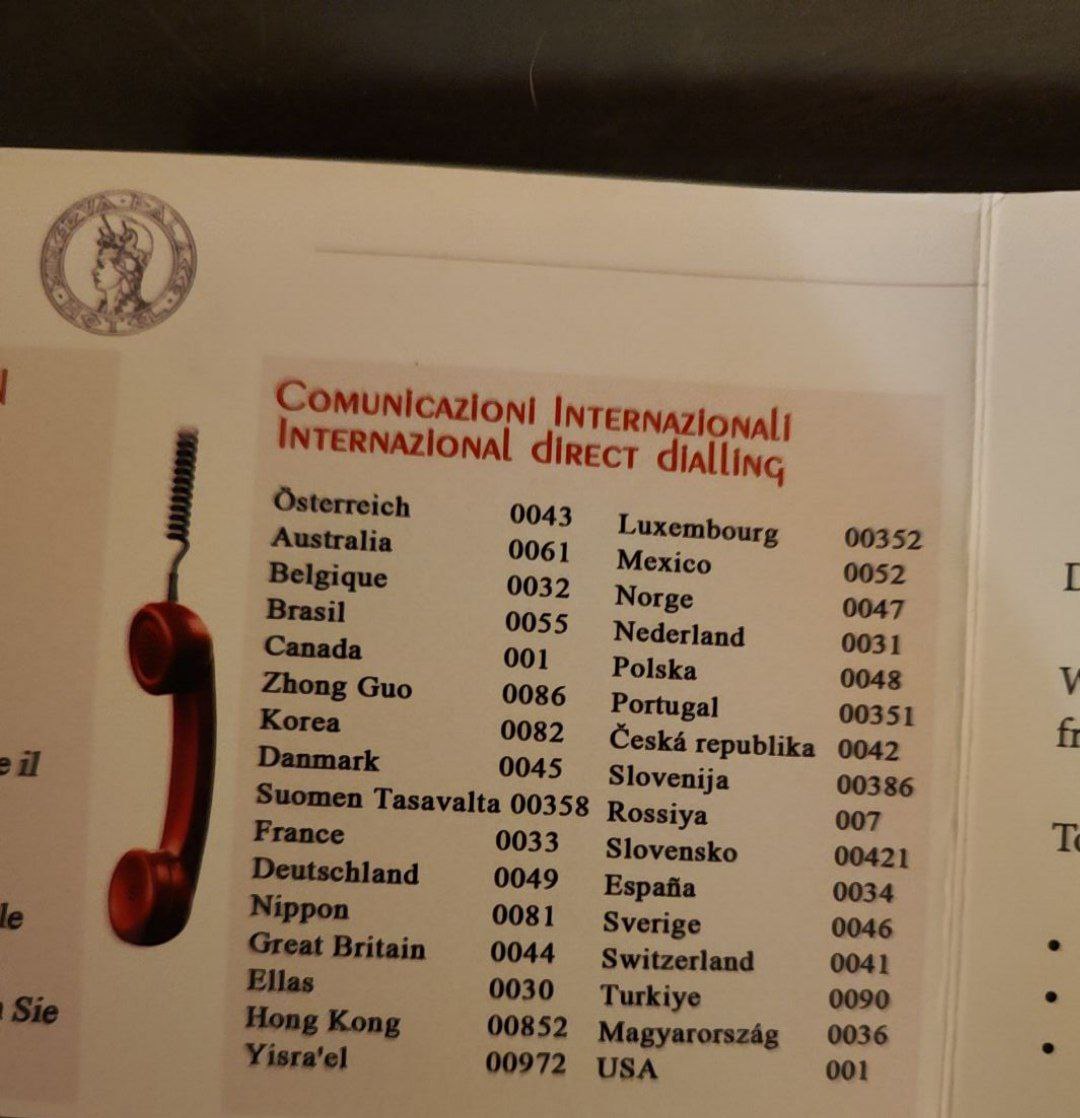 MINERVA PALACE HOTEL
Comunicazioni Internazionali
Internazional direct dialling
Österreich 0043
Australia 0061
Belgique 0032
Brasil 0055
Canada 001
Zhong Guo 0086
Korea 0082
Danmark 0045
Suomen Tasavalta 00358
France 0033
Deutschland 0049
Nippon 0081
Great Britain 0044
Ellas 0030
Hong Kong 00852
Yisra'el 00972
Luxembourg 00352
Mexico 0052
Norge 0047
Nederland 0031
Polska 0048
Portugal 00351
Česká republika 0042
Slovenija 00386
Rossiya 007
Slovensko 00421
España 0034
Sverige 0046
Switzerland 0041
Turkiye 0090
Magyarország 0036
USA 001
e il
le
Sie